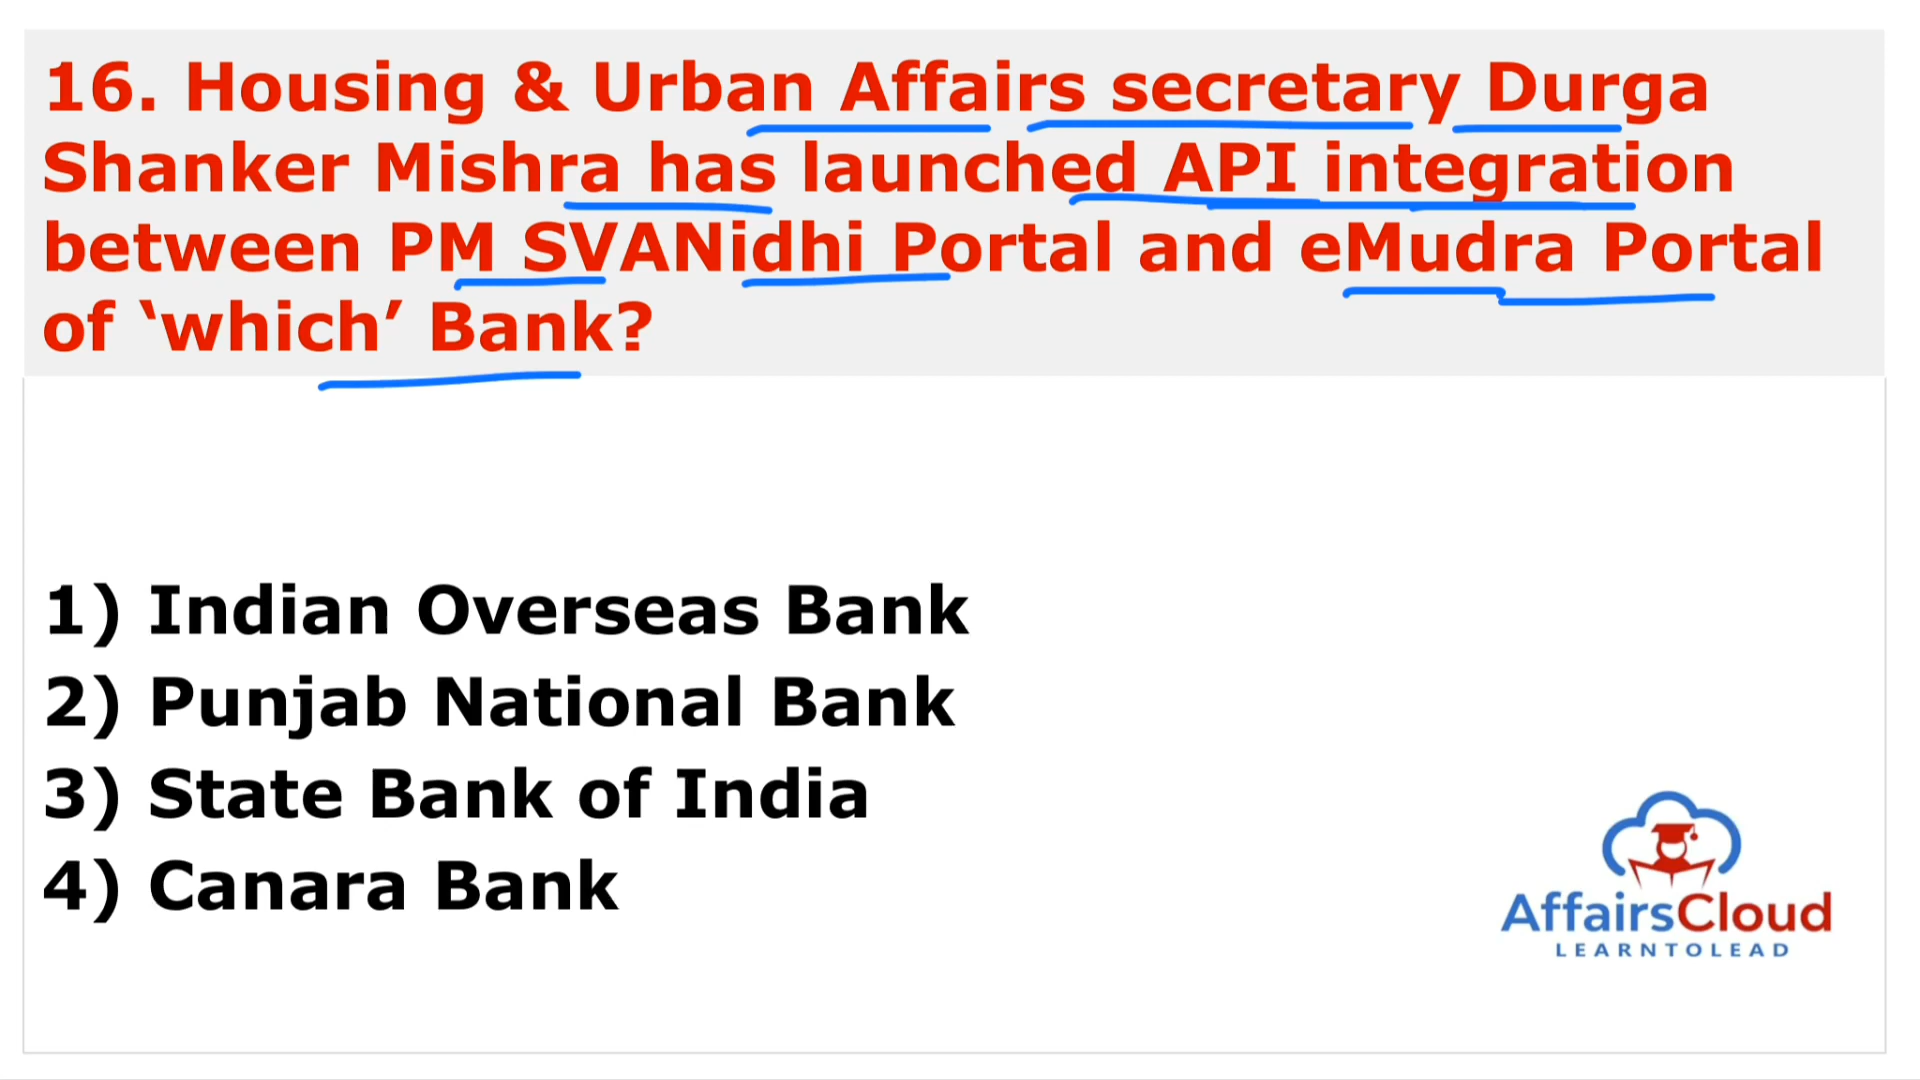 16. Housing & Urban Affairs secretary Durga
Shanker Mishra has launched API integration
between PM SVANidhi Portal and eMudra Portal
of ‘which’ Bank?
1) Indian Overseas Bank
2) Punjab National Bank
3) State Bank of India
4) Canara Bank
AffairsCloud
LEARNTOLEAD